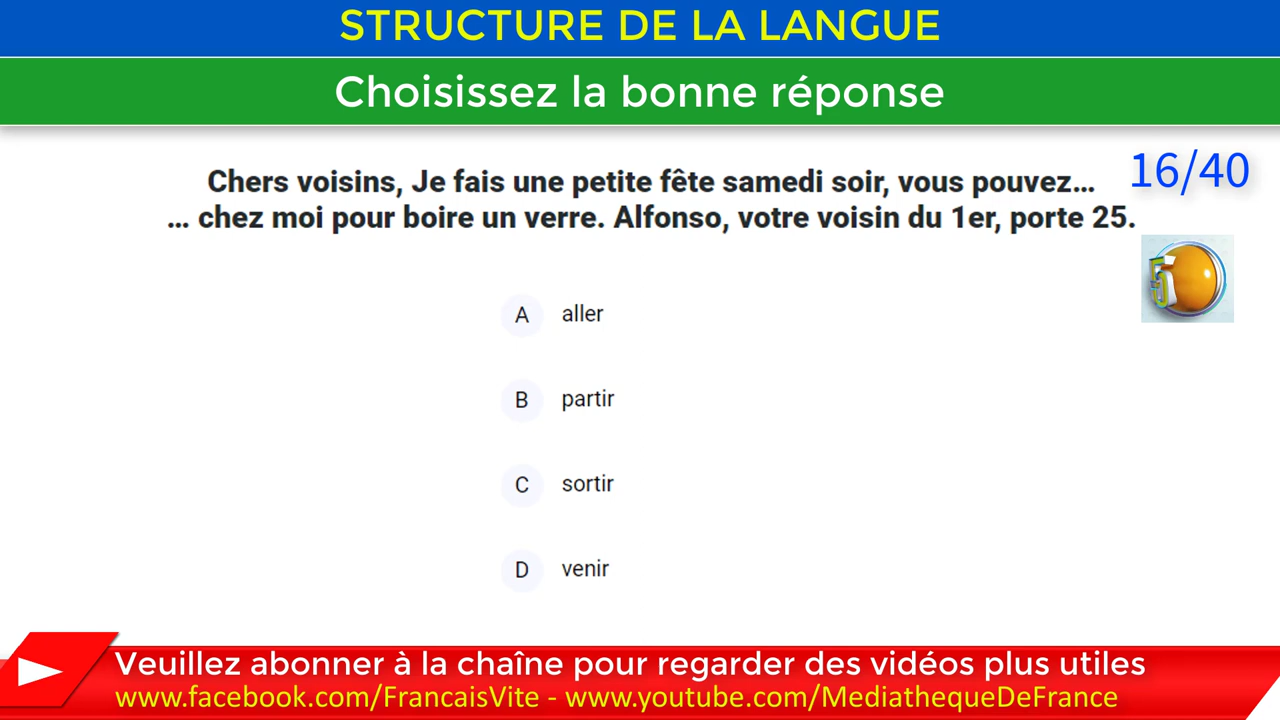 STRUCTURE DE LA LANGUE
Choisissez la bonne réponse
16/40
Chers voisins, Je fais une petite fête samedi soir, vous pouvez...
... chez moi pour boire un verre. Alfonso, votre voisin du 1er, porte 25.
5
A aller
B partir
C sortir
D venir
Veuillez abonner à la chaîne pour regarder des vidéos plus utiles
www.facebook.com/FrancaisVite - www.youtube.com/MediathequeDeFrance